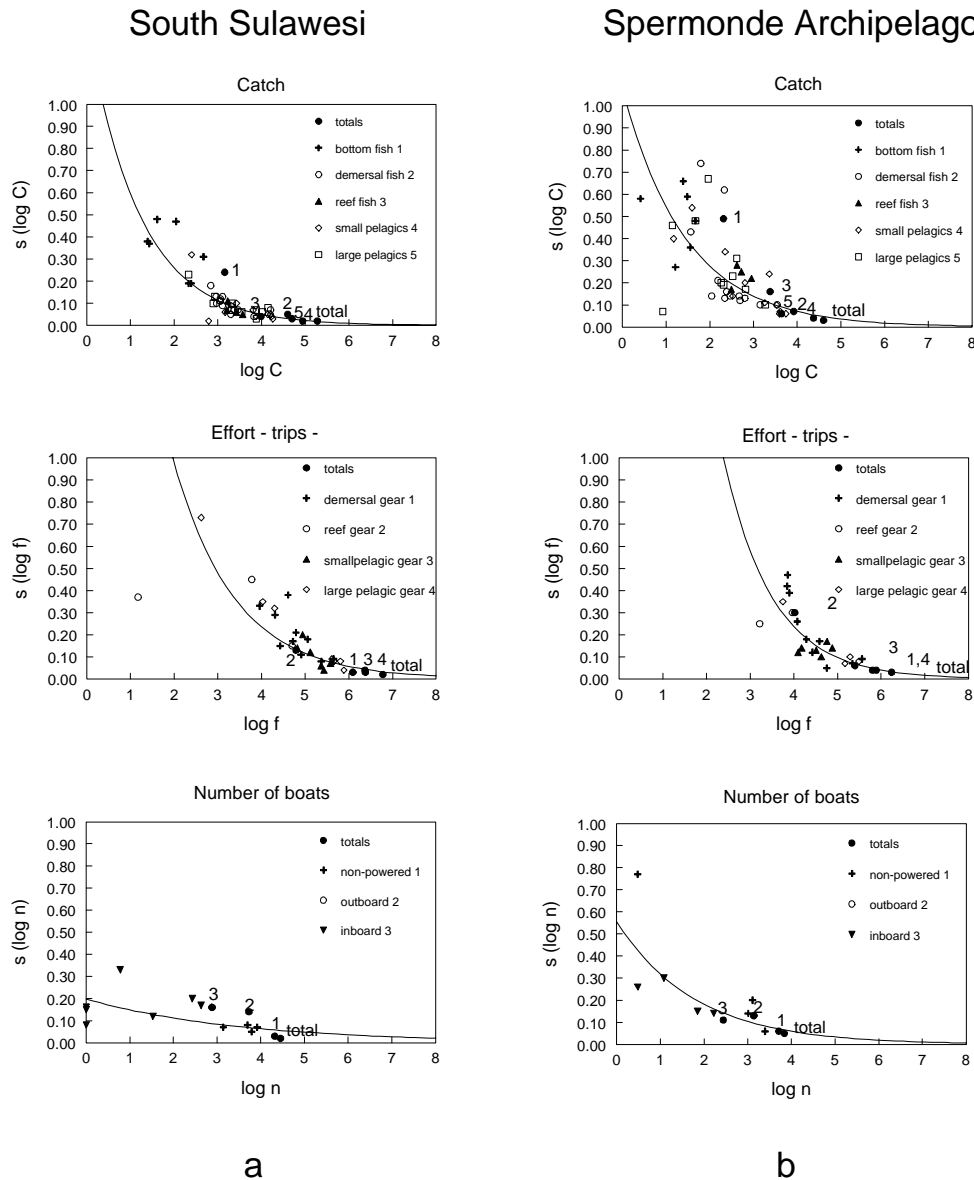 South Sulawesi
Spermonde Archipelago
Catch
1.00
0.90
0.80
0.70
0.60
0.50
0.40
0.30
0.20
0.10
0.00
s (log C)
totals
bottom fish 1
demersal fish 2
reef fish 3
small pelagics 4
large pelagics 5
1
3
2
5 4 total
0 1 2 3 4 5 6 7 8
log C
Catch
1.00
0.90
0.80
0.70
0.60
0.50
0.40
0.30
0.20
0.10
0.00
s (log C)
totals
bottom fish 1
demersal fish 2
reef fish 3
small pelagics 4
large pelagics 5
1
3
5 2 4 total
0 1 2 3 4 5 6 7 8
log C
Effort - trips -
1.00
0.90
0.80
0.70
0.60
0.50
0.40
0.30
0.20
0.10
0.00
s (log f)
totals
demersal gear 1
reef gear 2
smallpelagic gear 3
large pelagic gear 4
2 1 3 4 total
0 1 2 3 4 5 6 7 8
log f
Effort - trips -
1.00
0.90
0.80
0.70
0.60
0.50
0.40
0.30
0.20
0.10
0.00
s (log f)
totals
demersal gear 1
reef gear 2
smallpelagic gear 3
large pelagic gear 4
2
3
1,4
total
0 1 2 3 4 5 6 7 8
log f
Number of boats
1.00
0.90
0.80
0.70
0.60
0.50
0.40
0.30
0.20
0.10
0.00
s (log n)
totals
non-powered 1
outboard 2
inboard 3
3
2
1 total
0 1 2 3 4 5 6 7 8
log n
Number of boats
1.00
0.90
0.80
0.70
0.60
0.50
0.40
0.30
0.20
0.10
0.00
s (log n)
totals
non-powered 1
outboard 2
inboard 3
3 2
1 total
0 1 2 3 4 5 6 7 8
log n
a
b